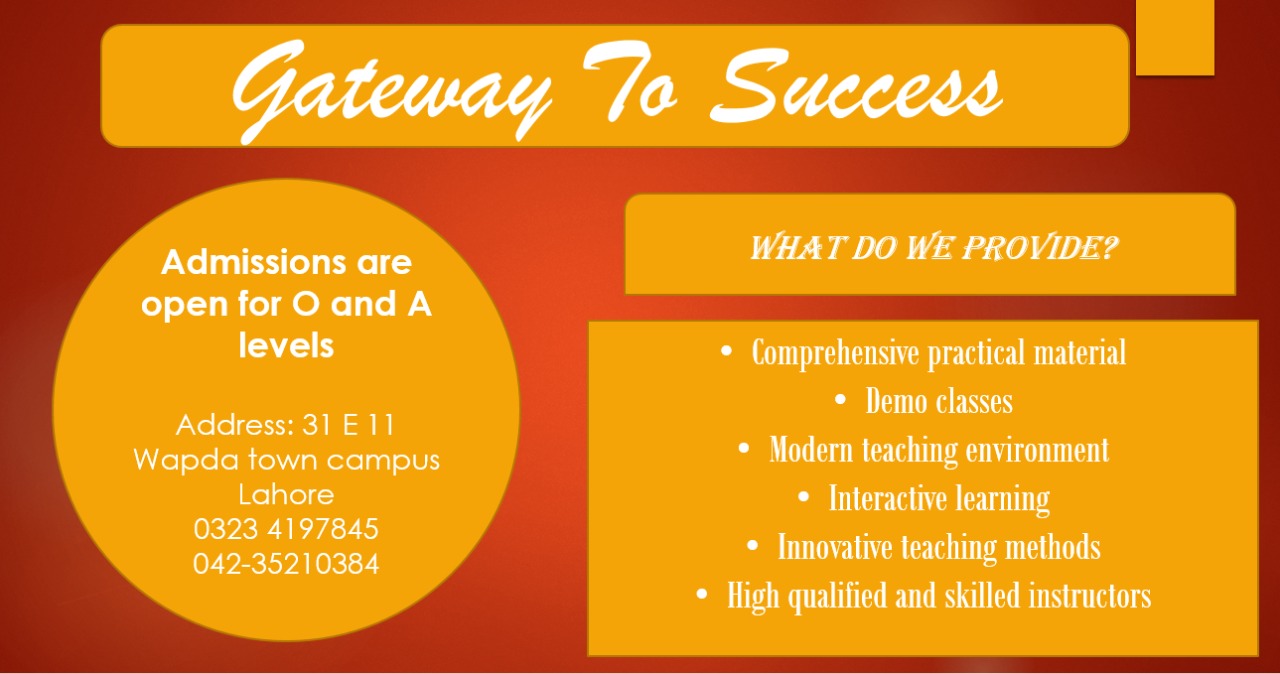 Gateway To Success
Admissions are
open for O and A
levels
Address: 31 E 11
Wapda town campus
Lahore
0323 4197845
042-35210384
WHAT DO WE PROVIDE?
• Comprehensive practical material
• Demo classes
• Modern teaching environment
• Interactive learning
• Innovative teaching methods
• High qualified and skilled instructors